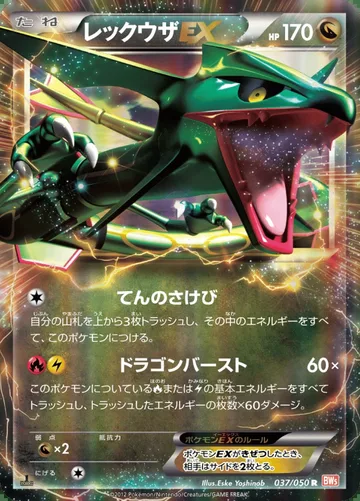 たね レックウザEX HP170
てんのさけび
自分の山札を上から3枚トラッシュし、その中のエネルギーをすべ
て、このポケモンにつける。
ドラゴンバースト 60×
このポケモンについている🔥または⚡の基本エネルギーをすべてト
ラッシュし、トラッシュしたエネルギーの枚数×60ダメージ。
弱点 抵抗力
×2
ポケモンEXのルール
ポケモンEXがきぜつしたとき、
相手はサイドを2枚とる。
にげる
Illus.Eske Yoshinob 037/050 R BW5
©2012 Pokémon/Nintendo/Creatures/GAME FREAK.